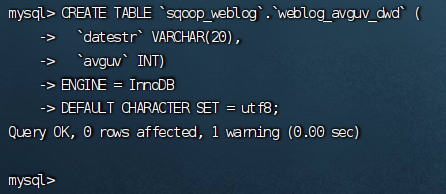 mysql> CREATE TABLE `sqoop_weblog`.`weblog_avguv_dwd` (
    ->   `datestr` VARCHAR(20),
    ->   `avguv` INT)
    -> ENGINE = InnoDB
    -> DEFAULT CHARACTER SET = utf8;
Query OK, 0 rows affected, 1 warning (0.00 sec)
mysql>